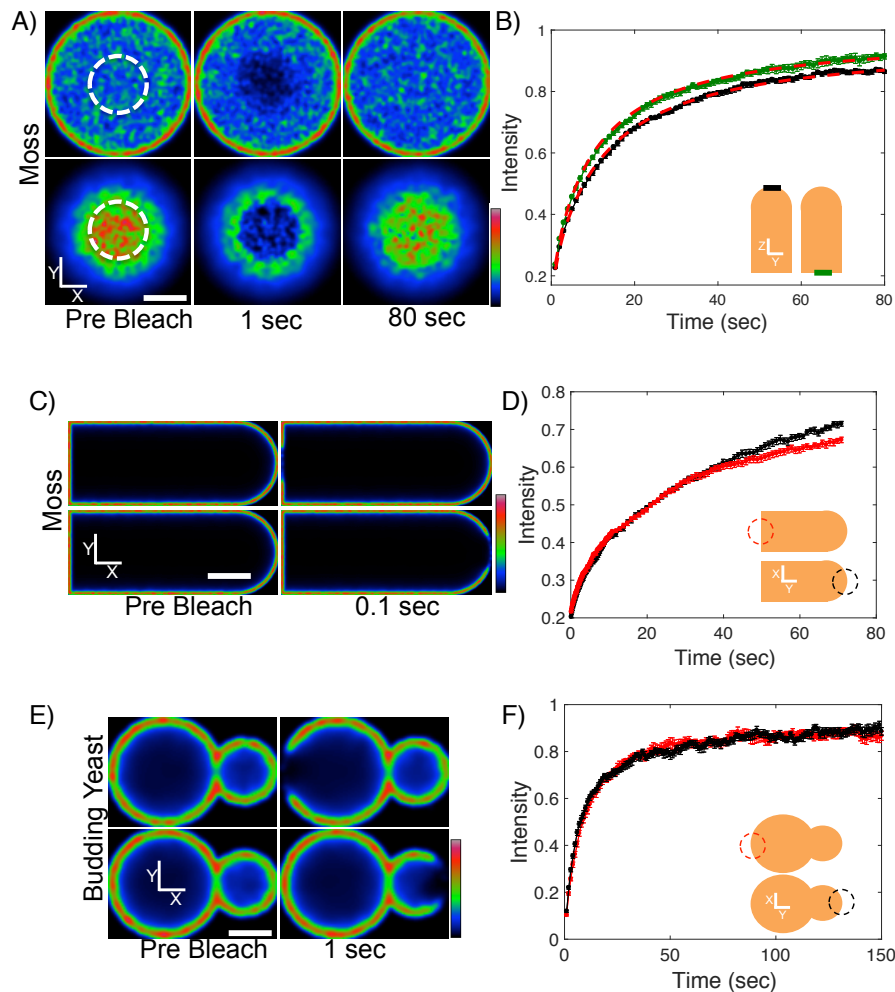 A)
Moss
Y
X
Pre Bleach
1 sec
80 sec
B)
Intensity
1
0.8
0.6
0.4
0.2
Z
Y
0
20
40
60
80
Time (sec)
C)
Moss
Y
X
Pre Bleach
0.1 sec
D)
Intensity
0.8
0.7
0.6
0.5
0.4
0.3
0.2
X
Y
0
20
40
60
80
Time (sec)
E)
Budding Yeast
Y
X
Pre Bleach
1 sec
F)
Intensity
1
0.8
0.6
0.4
0.2
0
X
Y
0
50
100
150
Time (sec)